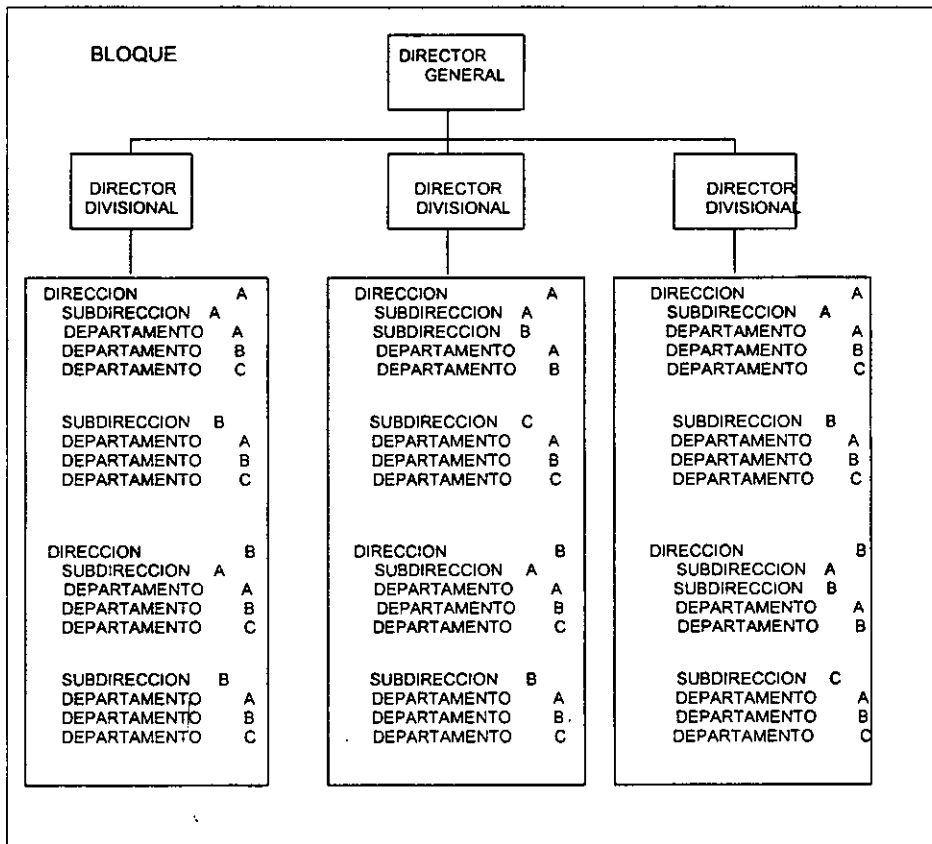 BLOQUE
DIRECTOR
GENERAL
DIRECTOR
DIVISIONAL
DIRECTOR
DIVISIONAL
DIRECTOR
DIVISIONAL
DIRECCION A
SUBDIRECCION A
DEPARTAMENTO A
DEPARTAMENTO B
DEPARTAMENTO C
SUBDIRECCION B
DEPARTAMENTO A
DEPARTAMENTO B
DEPARTAMENTO C
DIRECCION B
SUBDIRECCION A
DEPARTAMENTO A
DEPARTAMENTO B
DEPARTAMENTO C
SUBDIRECCION B
DEPARTAMENTO A
DEPARTAMENTO B
DEPARTAMENTO C
DIRECCION A
SUBDIRECCION A
SUBDIRECCION B
DEPARTAMENTO A
DEPARTAMENTO B
SUBDIRECCION C
DEPARTAMENTO A
DEPARTAMENTO B
DEPARTAMENTO C
DIRECCION B
SUBDIRECCION A
DEPARTAMENTO A
DEPARTAMENTO B
DEPARTAMENTO C
SUBDIRECCION B
DEPARTAMENTO A
DEPARTAMENTO B
DEPARTAMENTO C
DIRECCION A
SUBDIRECCION A
DEPARTAMENTO A
DEPARTAMENTO B
DEPARTAMENTO C
SUBDIRECCION B
DEPARTAMENTO A
DEPARTAMENTO B
DEPARTAMENTO C
DIRECCION B
SUBDIRECCION A
SUBDIRECCION B
DEPARTAMENTO A
DEPARTAMENTO B
SUBDIRECCION C
DEPARTAMENTO A
DEPARTAMENTO B
DEPARTAMENTO C